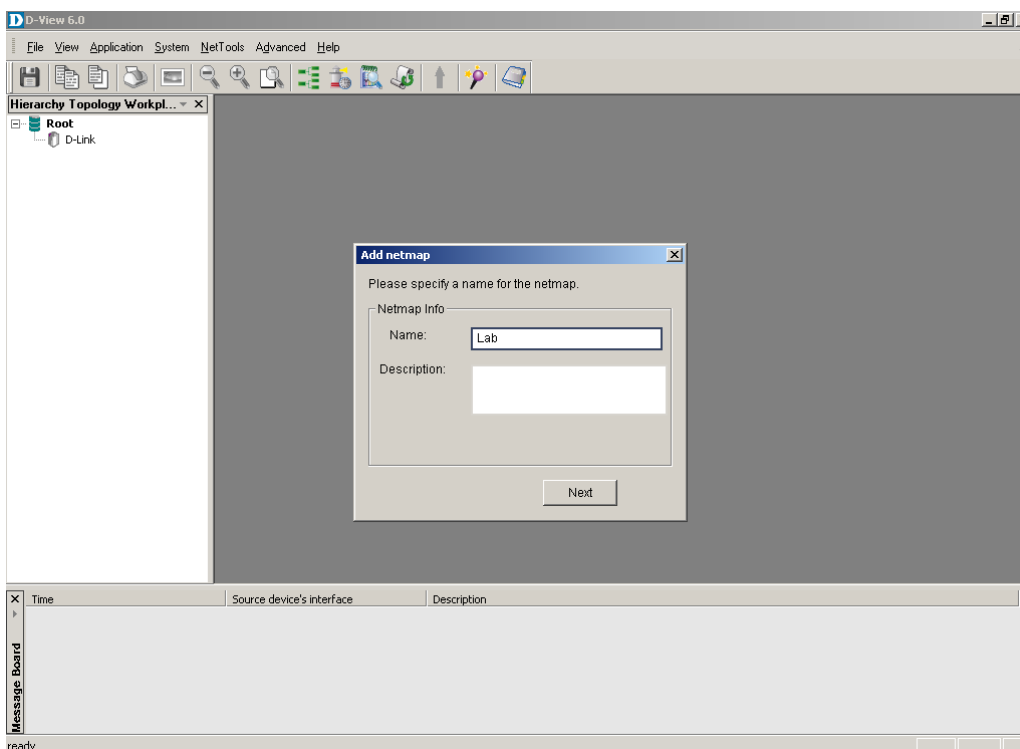 D-View 6.0
File View Application System NetTools Advanced Help
Hierarchy Topology Workpl...
Root
D-Link
Add netmap
Please specify a name for the netmap.
Netmap Info
Name: Lab
Description:
Next
Time Source device's interface Description
Message Board
ready